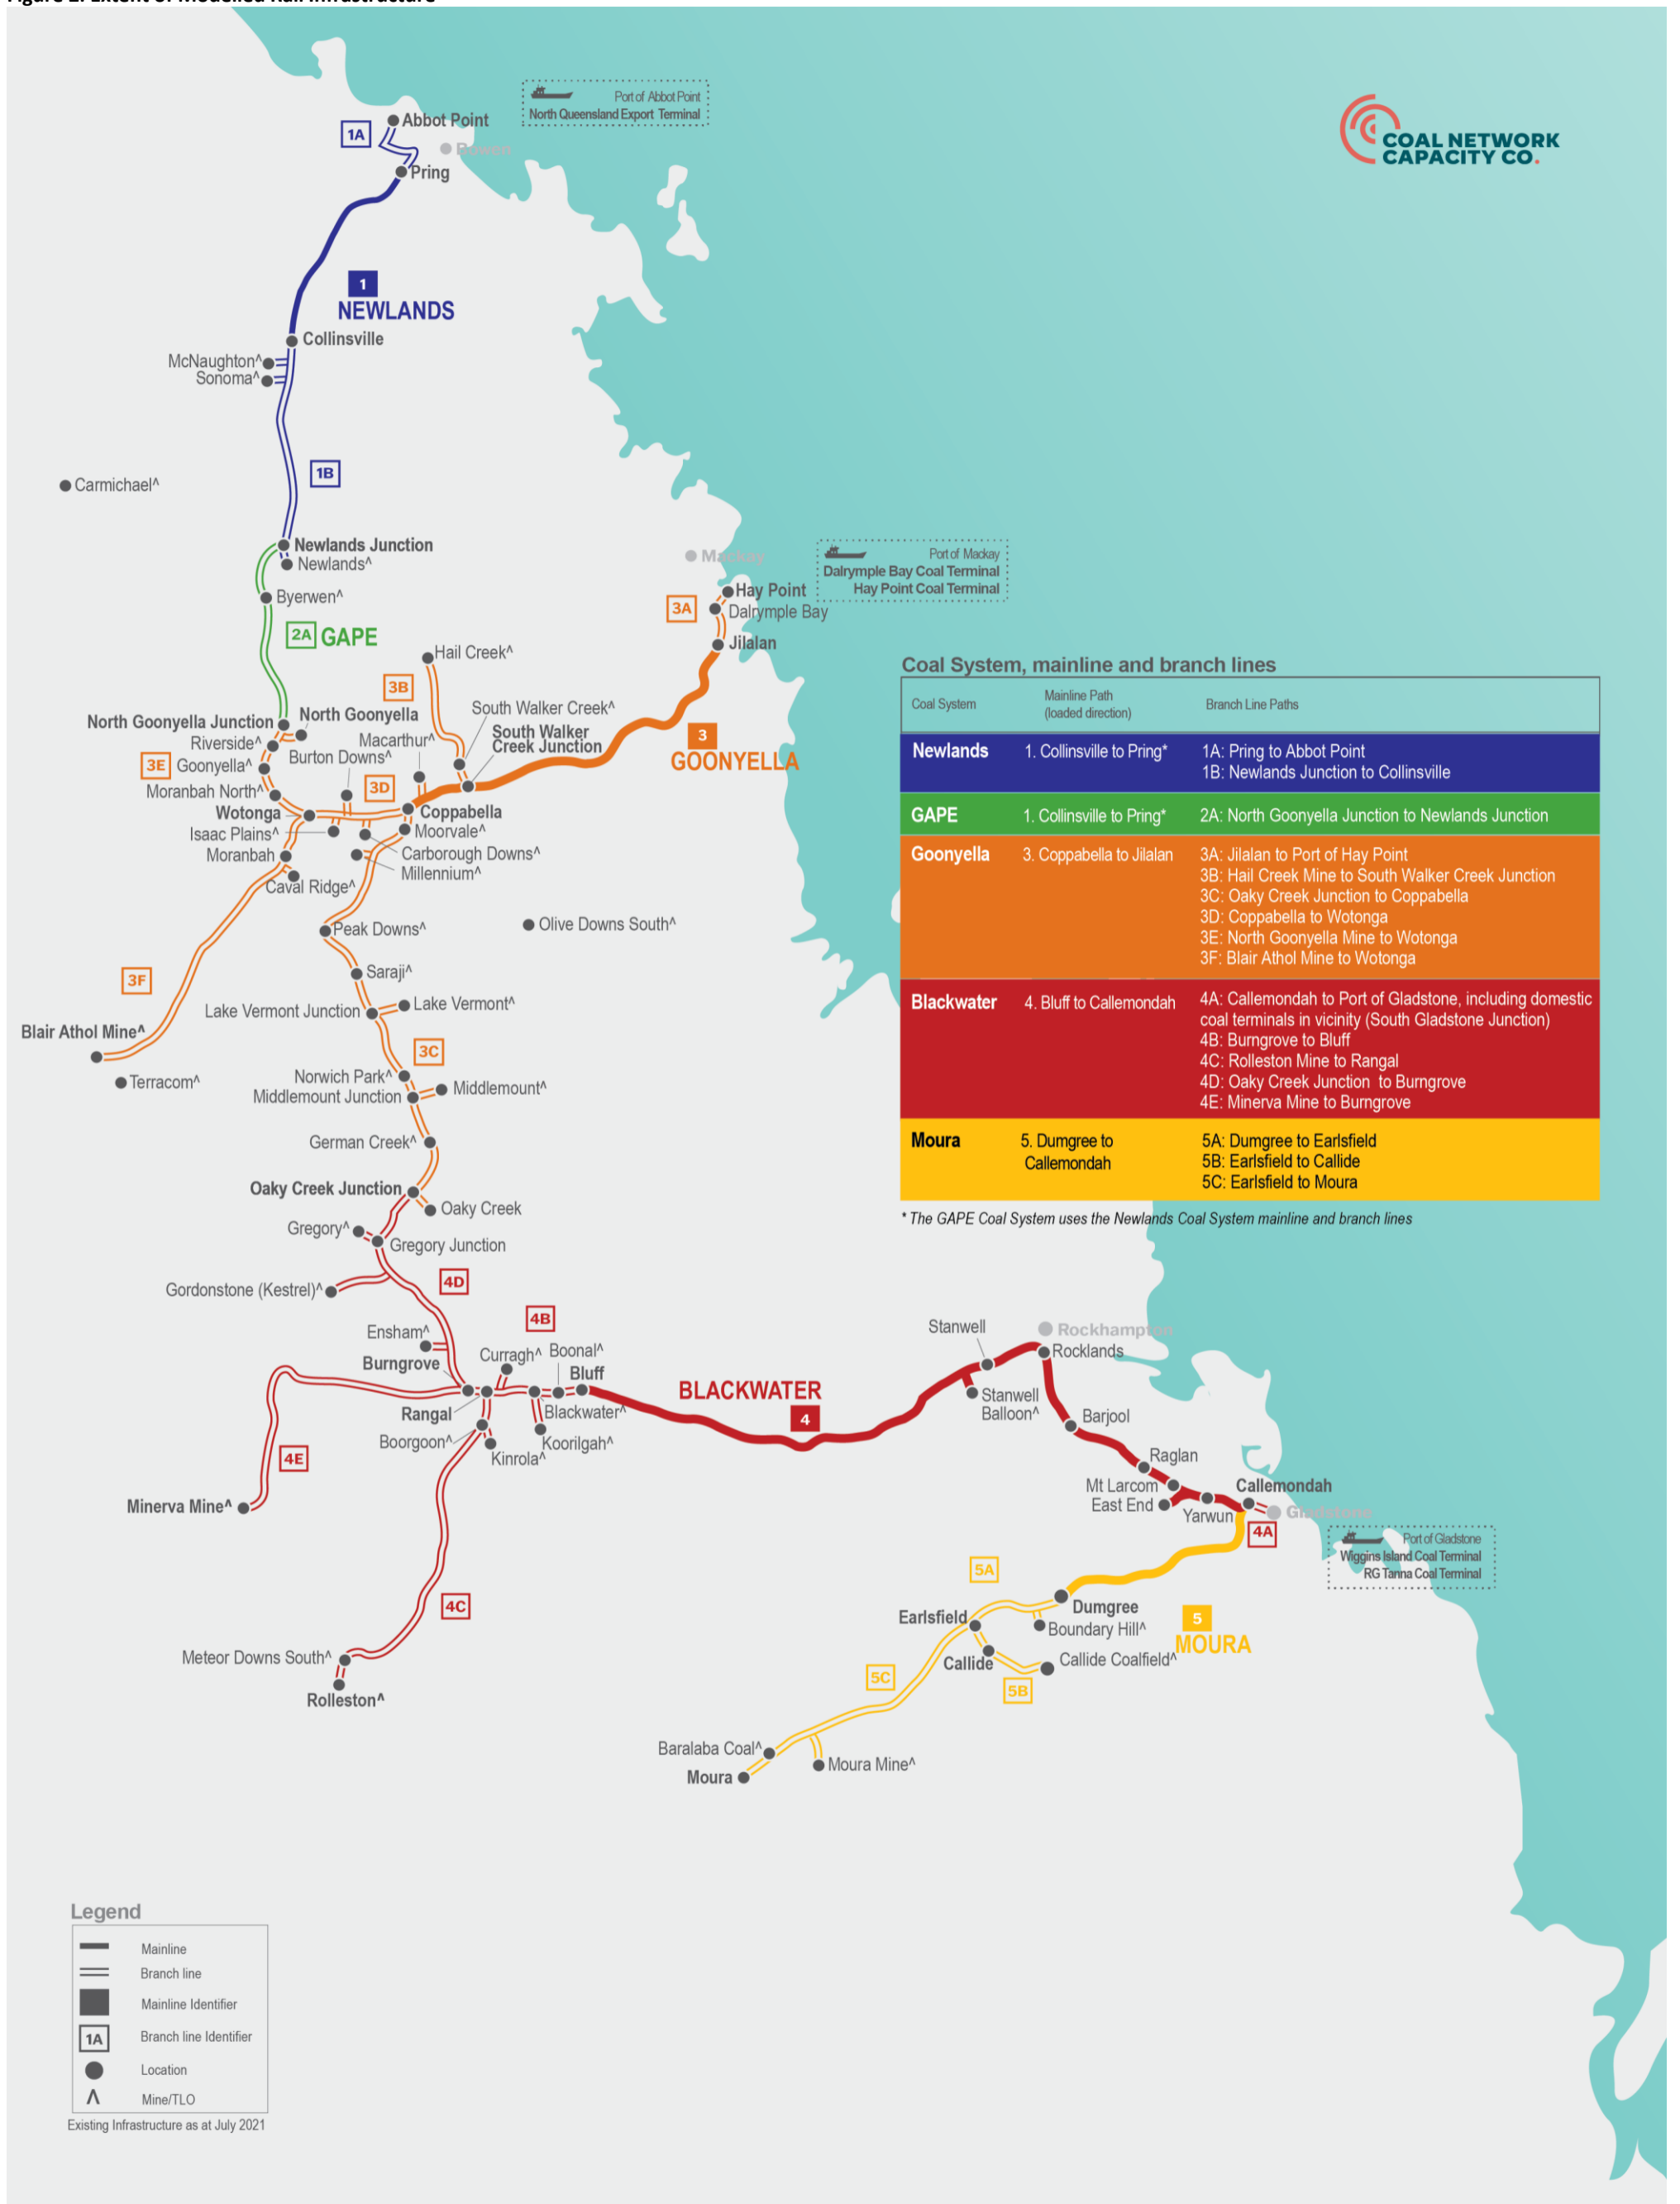 Figure 2: Extent of Modelled Rail Infrastructure
Port of Abbot Point
North Queensland Export Terminal
COAL NETWORK
CAPACITY CO.
Abbot Point
1A
Bowen
Pring
1
NEWLANDS
Collinsville
McNaughton^
Sonoma^
1B
Carmichael^
Newlands Junction
Newlands^
Byerwen^
2A GAPE
Mackay
Port of Mackay
Dalrymple Bay Coal Terminal
Hay Point Coal Terminal
Hay Point
3A
Dalrymple Bay
Jilalan
Hail Creek^
3B
South Walker Creek^
South Walker
Creek Junction
3
GOONYELLA
North Goonyella Junction
North Goonyella
Riverside^
Macarthur^
Burton Downs^
3E
Goonyella^
3D
Moranbah North^
Wotonga
Coppabella
Isaac Plains^
Moorvale^
Moranbah
Carborough Downs^
Millennium^
Caval Ridge^
Peak Downs^
Olive Downs South^
Saraji^
3F
Lake Vermont Junction
Lake Vermont^
Blair Athol Mine^
3C
Terracom^
Norwich Park^
Middlemount^
Middlemount Junction
German Creek^
Oaky Creek Junction
Oaky Creek
Gregory^
Gregory Junction
4D
Gordonstone (Kestrel)^
4B
Ensham^
Burngrove
Curragh^
Boonal^
Bluff
Rangal
Blackwater^
Boorgoon^
Koorilgah^
Kinrola^
4E
Minerva Mine^
4C
Meteor Downs South^
Rolleston^
BLACKWATER
4
Stanwell
Rockhampton
Rocklands
Stanwell
Balloon^
Barjool
Raglan
Mt Larcom
East End
Yarwun
Callemondah
Gladstone
4A
Port of Gladstone
Wiggins Island Coal Terminal
RG Tanna Coal Terminal
5A
Dumgree
Earlsfield
Boundary Hill^
5
MOURA
Callide
Callide Coalfield^
5C
5B
Baralaba Coal^
Moura Mine^
Moura
Coal System, mainline and branch lines
Coal System
Mainline Path
(loaded direction)
Branch Line Paths
Newlands
1. Collinsville to Pring*
1A: Pring to Abbot Point
1B: Newlands Junction to Collinsville
GAPE
1. Collinsville to Pring*
2A: North Goonyella Junction to Newlands Junction
Goonyella
3. Coppabella to Jilalan
3A: Jilalan to Port of Hay Point
3B: Hail Creek Mine to South Walker Creek Junction
3C: Oaky Creek Junction to Coppabella
3D: Coppabella to Wotonga
3E: North Goonyella Mine to Wotonga
3F: Blair Athol Mine to Wotonga
Blackwater
4. Bluff to Callemondah
4A: Callemondah to Port of Gladstone, including domestic
coal terminals in vicinity (South Gladstone Junction)
4B: Burngrove to Bluff
4C: Rolleston Mine to Rangal
4D: Oaky Creek Junction to Burngrove
4E: Minerva Mine to Burngrove
Moura
5. Dumgree to
Callemondah
5A: Dumgree to Earlsfield
5B: Earlsfield to Callide
5C: Earlsfield to Moura
* The GAPE Coal System uses the Newlands Coal System mainline and branch lines
Legend
Mainline
Branch line
Mainline Identifier
1A
Branch line Identifier
Location
^
Mine/TLO
Existing Infrastructure as at July 2021